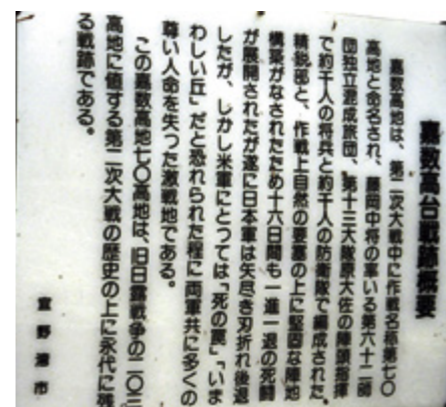 嘉数高台戦跡概要
嘉数高地は、第二次大戦中に作戦名称第七〇
高地と命名され、藤岡中将の率いる第六十二師
団独立混成旅団、第十三大隊原大佐の陣頭指揮
で約千人の将兵と約千人の防衛隊で編成された。
精鋭部と、作戦上自然の要塞の上に堅固な陣地
構築がなされたため十六日間も一進一退の死闘
が展開されたが遂に日本軍は矢尽き刃折れ後退
したが、しかし米軍にとっては「死の罠」「いま
わしい丘」だと恐れられた程に両軍共に多くの
尊い人命を失った激戦地である。
この嘉数高地七〇高地は、旧日露戦争の二〇三
高地に値する第二次大戦の歴史の上に永代に残
る戦跡である。
宜野湾市